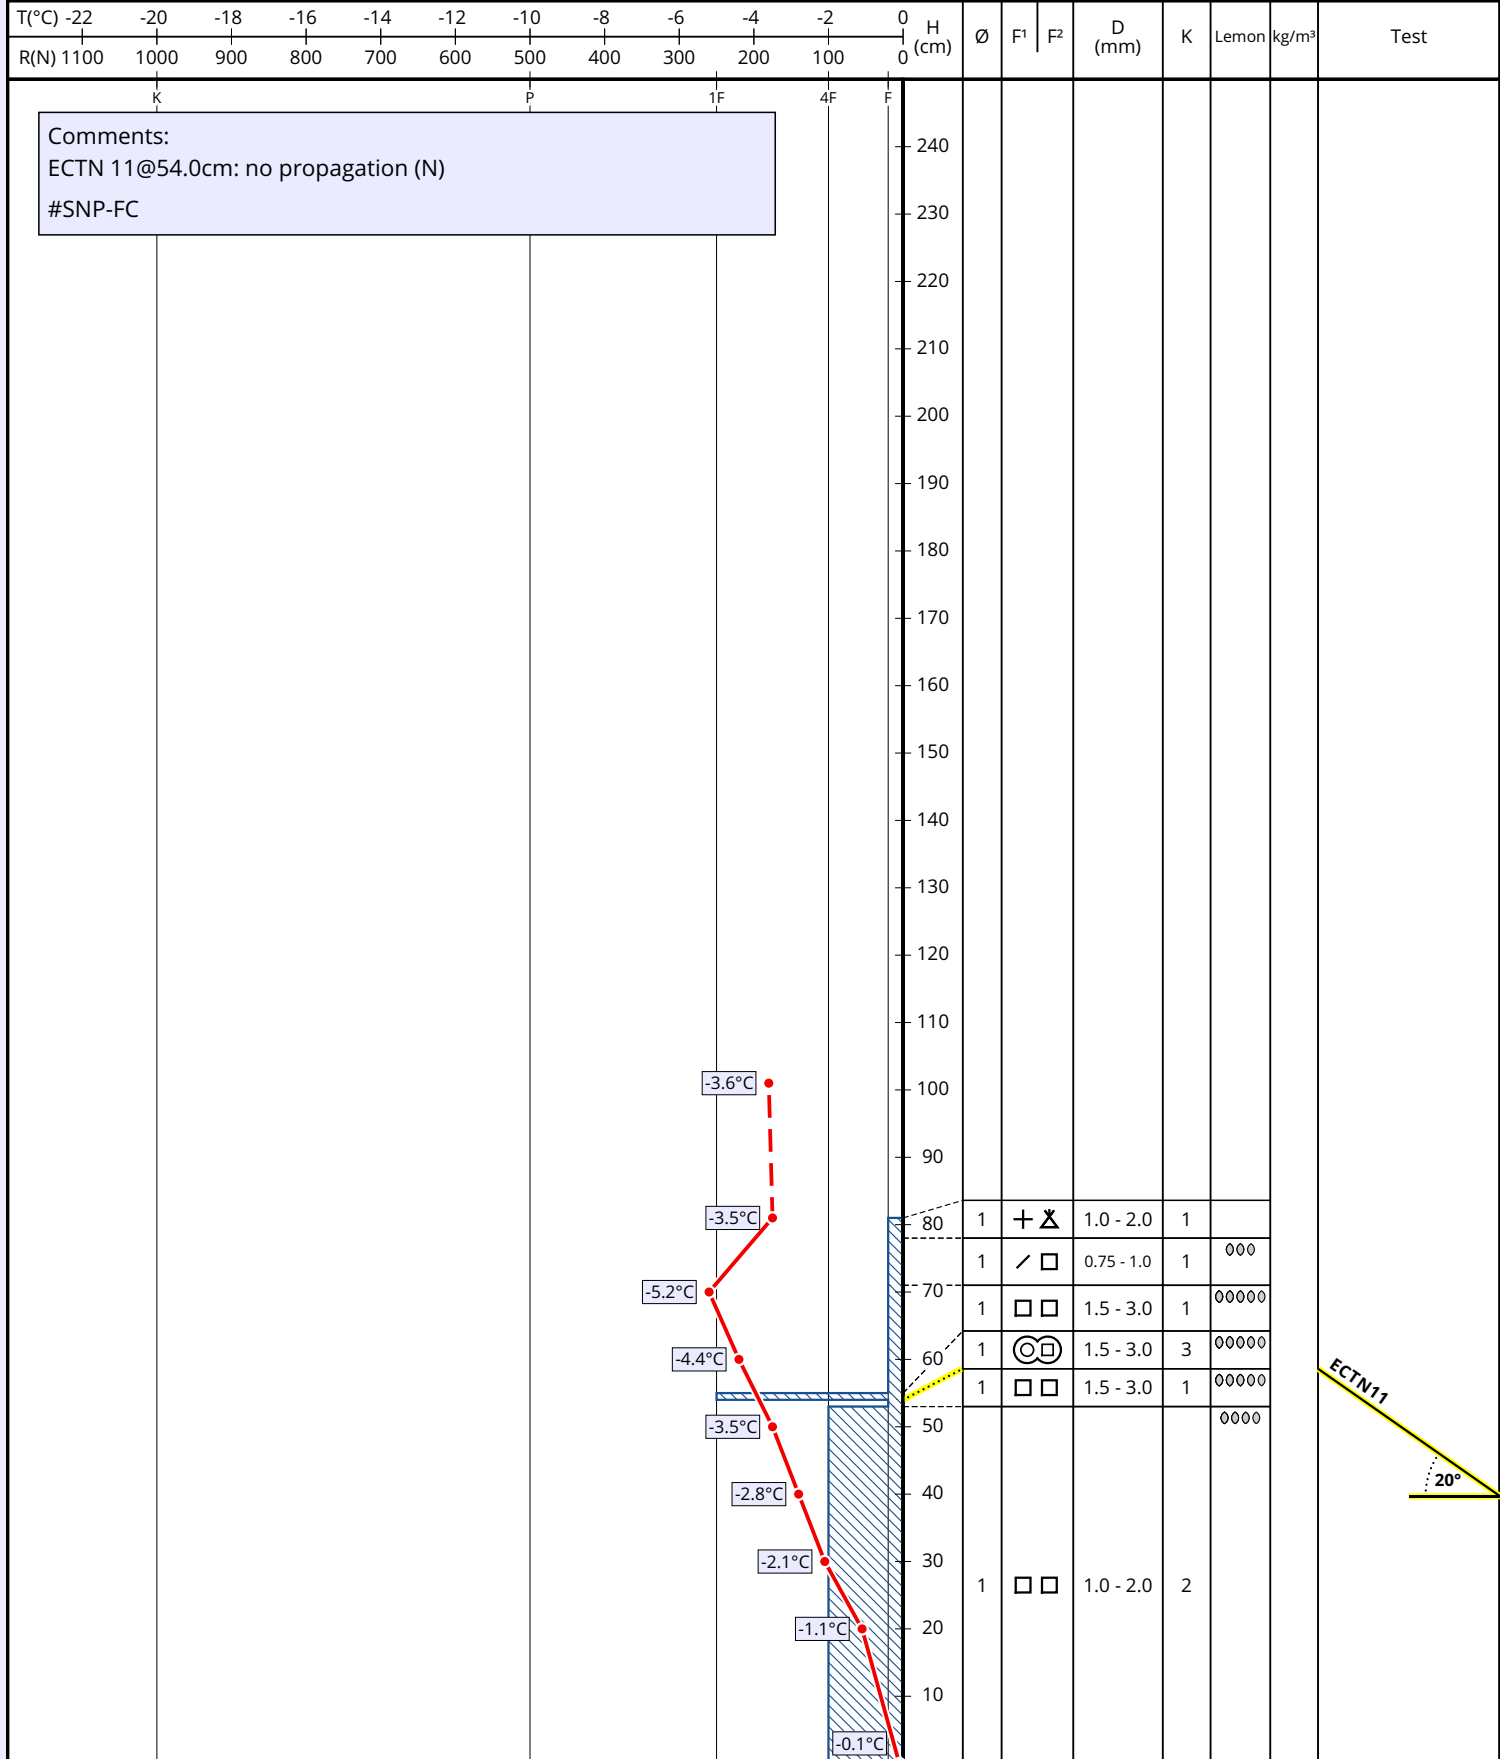 T(°C) -22 -20 -18 -16 -14 -12 -10 -8 -6 -4 -2 0
R(N) 1100 1000 900 800 700 600 500 400 300 200 100 0
H (cm) Ø F¹ F² D (mm) K Lemon kg/m³ Test
K P 1F 4F F
Comments:
ECTN 11@54.0cm: no propagation (N)
#SNP-FC
240
230
220
210
200
190
180
170
160
150
140
130
120
110
-3.6°C 100
90
-3.5°C 80 1 1.0 - 2.0 1
1 0.75 - 1.0 1
-5.2°C 70
1 1.5 - 3.0 1
-4.4°C 60 1 1.5 - 3.0 3
1 1.5 - 3.0 1
ECTN11
-3.5°C 50
20°
-2.8°C 40
-2.1°C 30
1 1.0 - 2.0 2
-1.1°C 20
10
-0.1°C